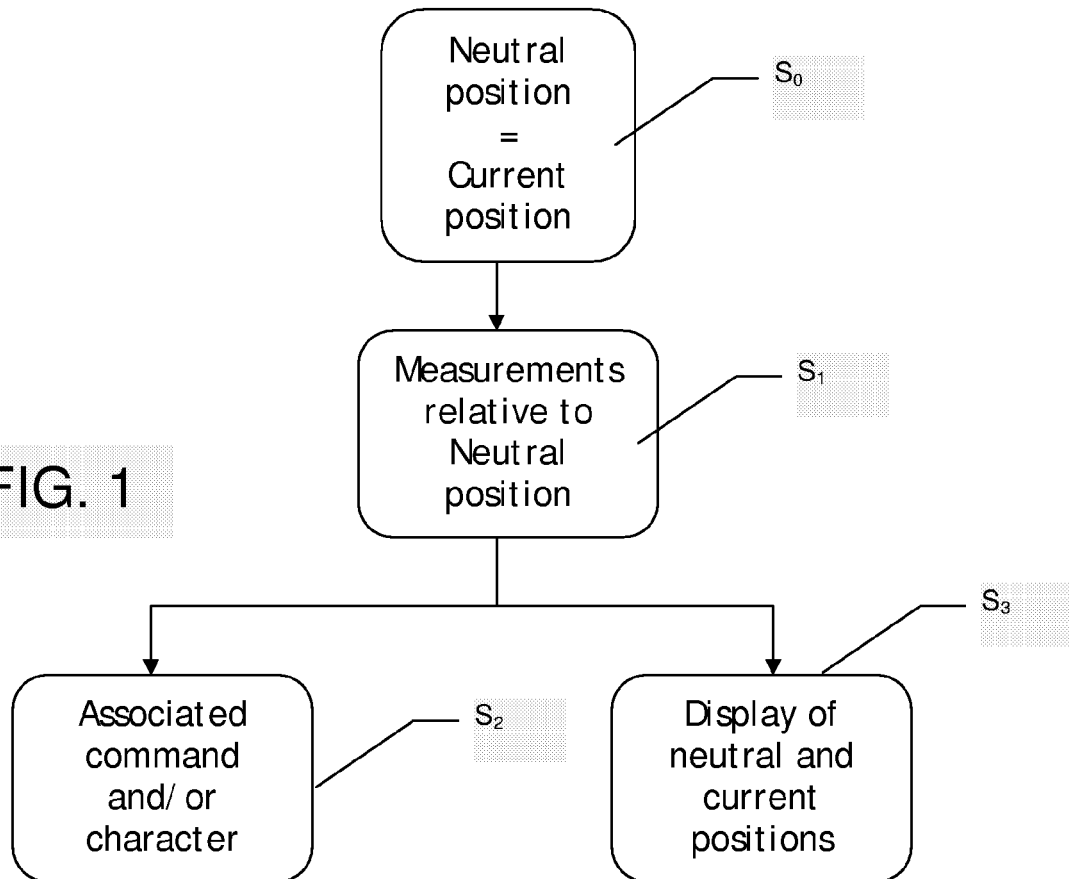 Neutral
position
=
Current
position
S₀
Measurements
relative to
Neutral
position
S₁
FIG. 1
Associated
command
and/or
character
S₂
Display of
neutral and
current
positions
S₃